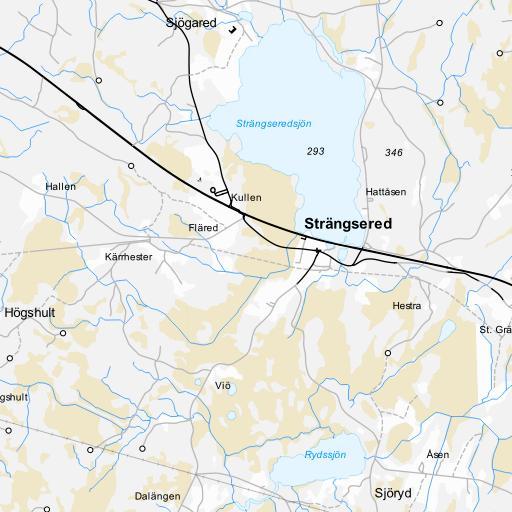 Sjögared
Strängseredsjön
293
346
Hallen
Kullen
Hattåsen
Fläred
Strängsered
Kärrhester
Hestra
Högshult
St. Grä
Viö
gshult
Rydssjön
Åsen
Dalängen
Sjöryd